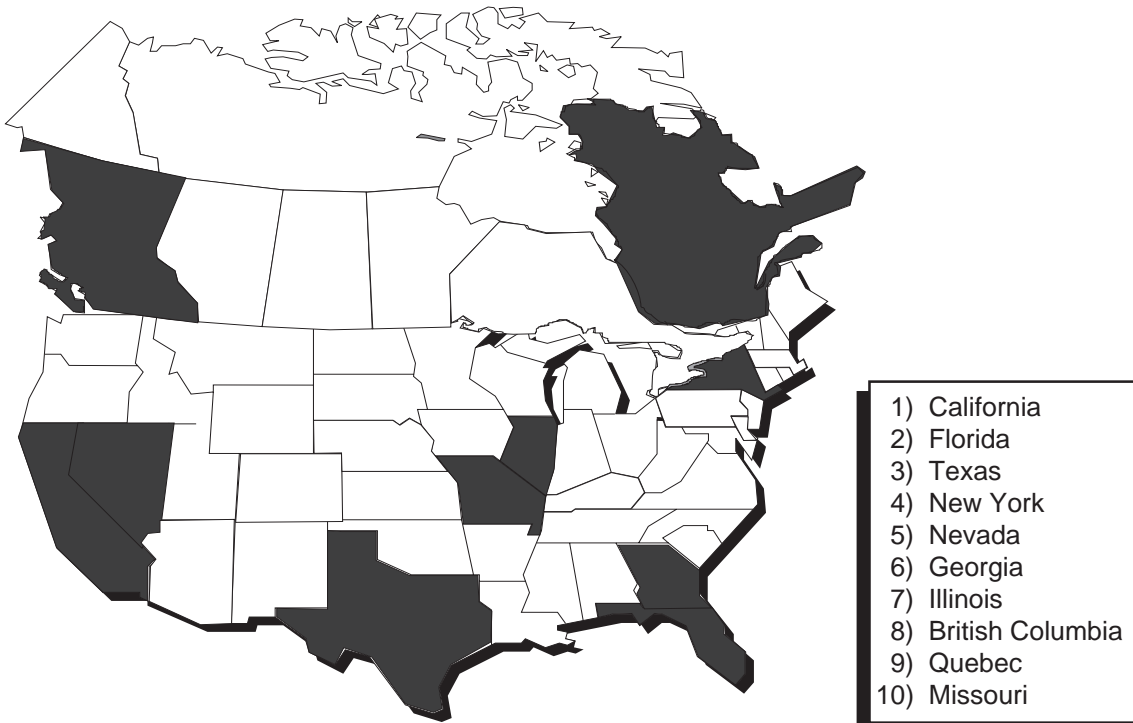 1) California
2) Florida
3) Texas
4) New York
5) Nevada
6) Georgia
7) Illinois
8) British Columbia
9) Quebec
10) Missouri